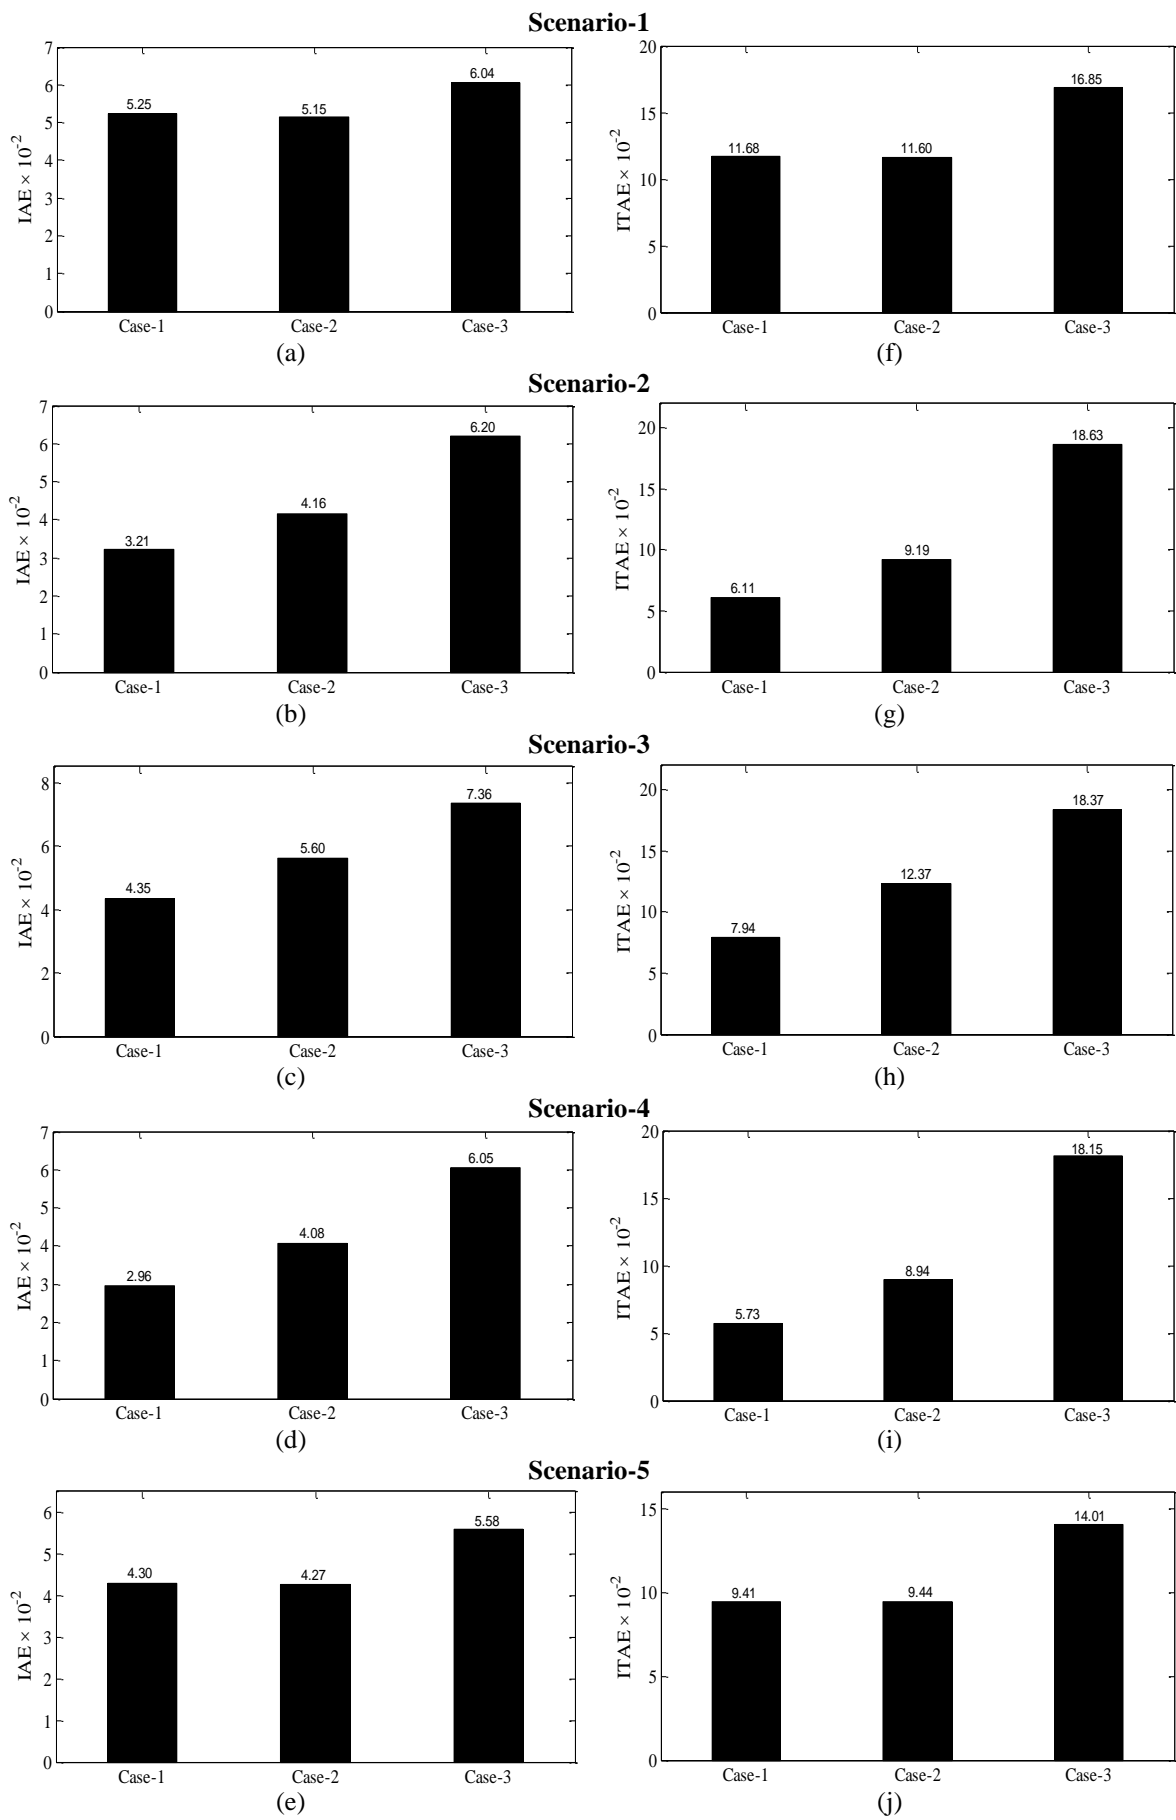 Scenario-1
7
6
5
4
3
2
1
0
IAE × 10⁻²
5.25
5.15
6.04
Case-1 Case-2 Case-3
(a)
20
15
10
5
0
ITAE × 10⁻²
11.68
11.60
16.85
Case-1 Case-2 Case-3
(f)
Scenario-2
7
6
5
4
3
2
1
0
IAE × 10⁻²
3.21
4.16
6.20
Case-1 Case-2 Case-3
(b)
20
15
10
5
0
ITAE × 10⁻²
6.11
9.19
18.63
Case-1 Case-2 Case-3
(g)
Scenario-3
8
6
4
2
0
IAE × 10⁻²
4.35
5.60
7.36
Case-1 Case-2 Case-3
(c)
20
15
10
5
0
ITAE × 10⁻²
7.94
12.37
18.37
Case-1 Case-2 Case-3
(h)
Scenario-4
7
6
5
4
3
2
1
0
IAE × 10⁻²
2.96
4.08
6.05
Case-1 Case-2 Case-3
(d)
20
15
10
5
0
ITAE × 10⁻²
5.73
8.94
18.15
Case-1 Case-2 Case-3
(i)
Scenario-5
6
5
4
3
2
1
0
IAE × 10⁻²
4.30
4.27
5.58
Case-1 Case-2 Case-3
(e)
15
10
5
0
ITAE × 10⁻²
9.41
9.44
14.01
Case-1 Case-2 Case-3
(j)